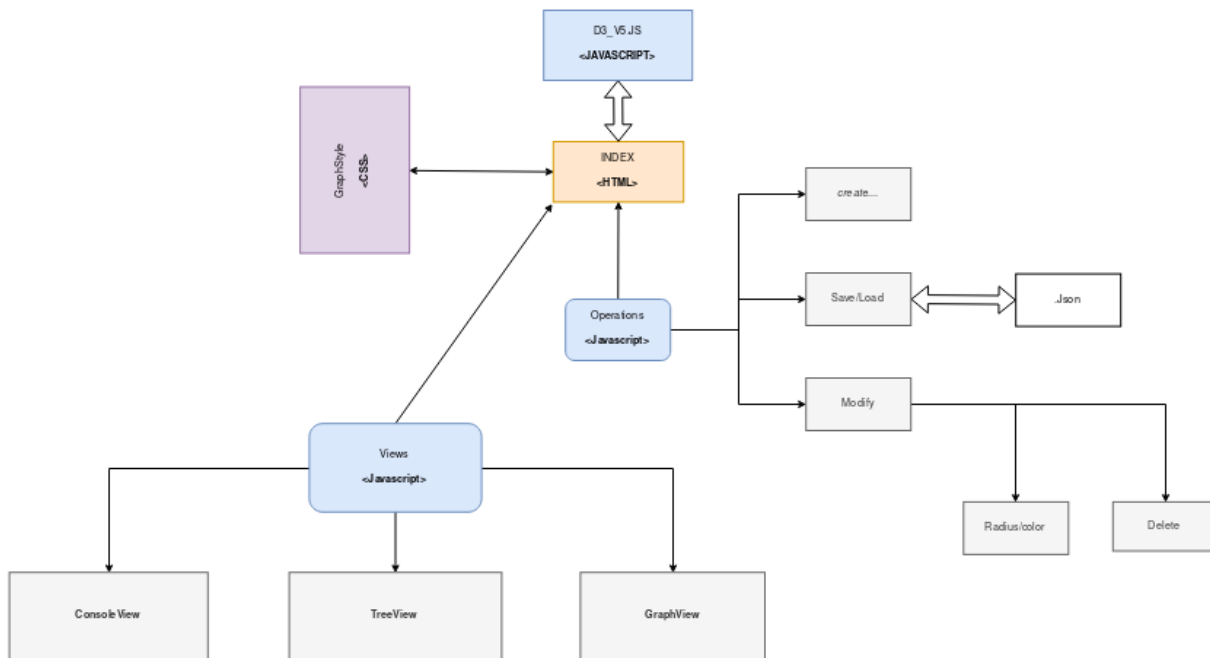 D3_V5.JS
<JAVASCRIPT>
GraphStyle
<CSS>
INDEX
<HTML>
create....
Save/Load
.Json
Operations
<Javascript>
Modify
Views
<Javascript>
Radius/color
Delete
ConsoleView
TreeView
GraphView